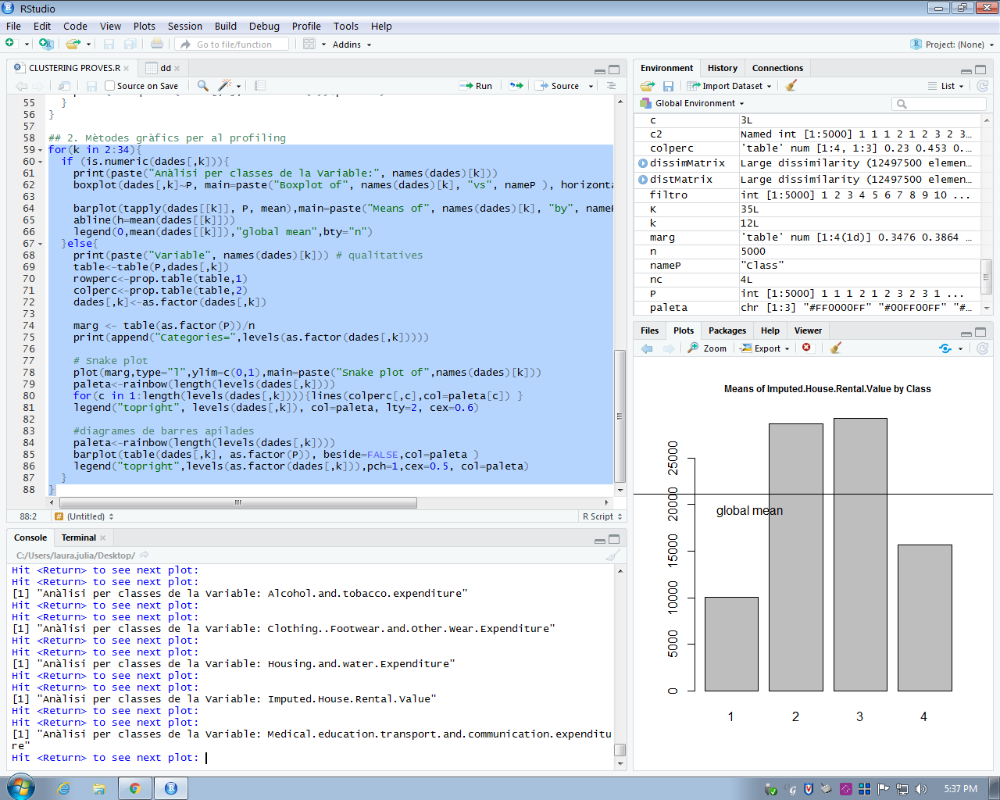 RStudio
File Edit Code View Plots Session Build Debug Profile Tools Help
Go to file/function Addins Project: (None)
CLUSTERING PROVES.R dd
Source on Save Run Source
55 }
56 }
57
58 ## 2. Mètodes gràfics per al profiling
59 for(k in 2:34){
60 if (is.numeric(dades[,k])){
61 print(paste("Anàlisi per classes de la Variable:", names(dades)[k]))
62 boxplot(dades[,k]~P, main=paste("Boxplot of", names(dades)[k], "vs", nameP ), horizonta
63
64 barplot(tapply(dades[[k]], P, mean),main=paste("Means of", names(dades)[k], "by", nameP
65 abline(h=mean(dades[[k]]))
66 legend(0,mean(dades[[k]]),"global mean",bty="n")
67 }else{
68 print(paste("Variable", names(dades)[k])) # qualitatives
69 table<-table(P,dades[,k])
70 rowperc<-prop.table(table,1)
71 colperc<-prop.table(table,2)
72 dades[,k]<-as.factor(dades[,k])
73
74 marg <- table(as.factor(P))/n
75 print(append("Categories=",levels(as.factor(dades[,k]))))
76
77 # Snake plot
78 plot(marg,type="l",ylim=c(0,1),main=paste("Snake plot of",names(dades)[k]))
79 paleta<-rainbow(length(levels(dades[,k])))
80 for(c in 1:length(levels(dades[,k]))){lines(colperc[,c],col=paleta[c]) }
81 legend("topright", levels(dades[,k]), col=paleta, lty=2, cex=0.6)
82
83 #diagrames de barres apilades
84 paleta<-rainbow(length(levels(dades[,k])))
85 barplot(table(dades[,k], as.factor(P)), beside=FALSE,col=paleta )
86 legend("topright",levels(as.factor(dades[,k])),pch=1,cex=0.5, col=paleta)
87 }
88 }
88:2 (Untitled) R Script
Console Terminal
C:/Users/laura.julia/Desktop/
Hit <Return> to see next plot:
Hit <Return> to see next plot:
[1] "Anàlisi per classes de la Variable: Alcohol.and.tobacco.expenditure"
Hit <Return> to see next plot:
Hit <Return> to see next plot:
[1] "Anàlisi per classes de la Variable: Clothing..Footwear.and.Other.Wear.Expenditure"
Hit <Return> to see next plot:
Hit <Return> to see next plot:
[1] "Anàlisi per classes de la Variable: Housing.and.water.Expenditure"
Hit <Return> to see next plot:
Hit <Return> to see next plot:
[1] "Anàlisi per classes de la Variable: Imputed.House.Rental.Value"
Hit <Return> to see next plot:
Hit <Return> to see next plot:
[1] "Anàlisi per classes de la Variable: Medical.education.transport.and.communication.expenditu
re"
Hit <Return> to see next plot:
Environment History Connections
Import Dataset List
Global Environment
c 3L
c2 Named int [1:5000] 1 1 1 2 1 2 3 2 3…
colperc 'table' num [1:4, 1:3] 0.23 0.453 0.…
dissimMatrix Large dissimilarity (12497500 elemen…
distMatrix Large dissimilarity (12497500 elemen…
filtro int [1:5000] 1 2 3 4 5 6 7 8 9 10 ...
K 35L
k 12L
marg 'table' num [1:4(1d)] 0.3476 0.3864 …
n 5000
nameP "Class"
nc 4L
P int [1:5000] 1 1 1 2 1 2 3 2 3 1 ...
paleta chr [1:3] "#FF0000FF" "#00FF00FF" "#…
Files Plots Packages Help Viewer
Zoom Export
Means of Imputed.House.Rental.Value by Class
25000
20000
global mean
15000
10000
5000
0
1 2 3 4
5:37 PM